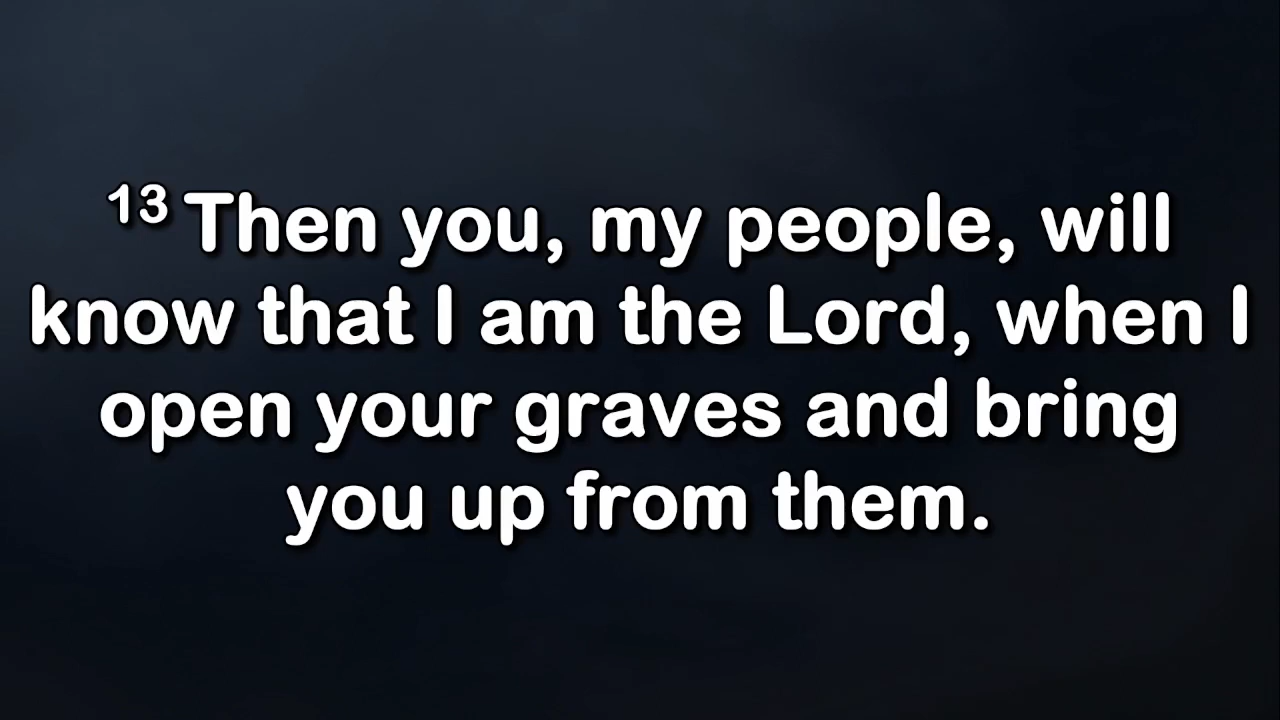 13 Then you, my people, will
know that I am the Lord, when I
open your graves and bring
you up from them.